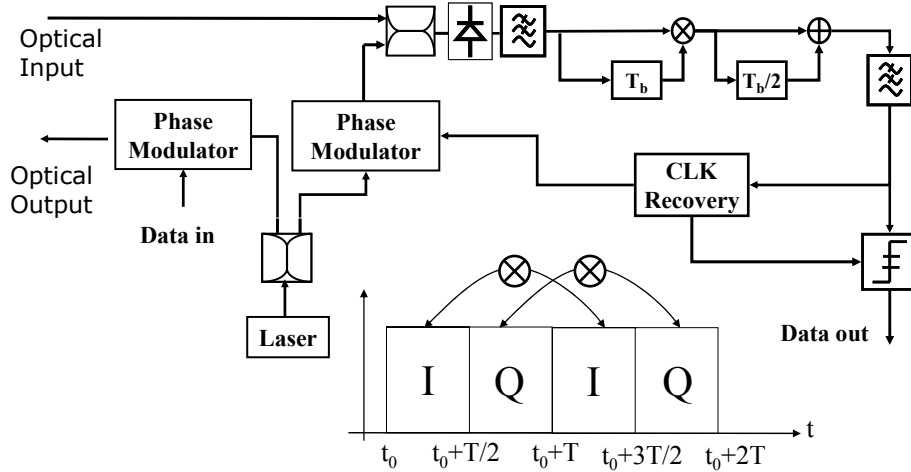 Optical
Input
T_b
T_b/2
Phase
Modulator
Phase
Modulator
Optical
Output
CLK
Recovery
Data in
Laser
Data out
I
Q
I
Q
t
t_0
t_0+T/2
t_0+T
t_0+3T/2
t_0+2T